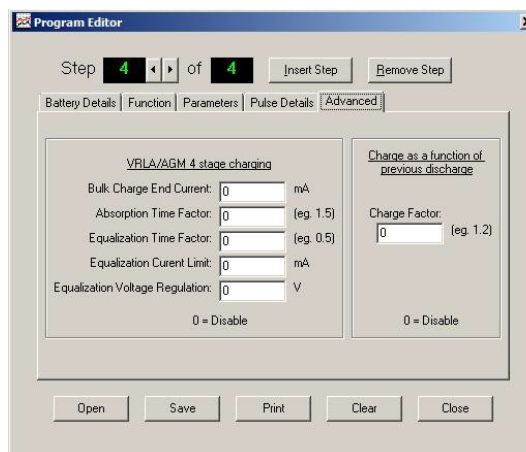 Program Editor
Step 4 of 4 Insert Step Remove Step
Battery Details Function Parameters Pulse Details Advanced
VRLA/AGM 4 stage charging
Bulk Charge End Current: 0 mA
Absorption Time Factor: 0 (eg. 1.5)
Equalization Time Factor: 0 (eg. 0.5)
Equalization Curent Limit: 0 mA
Equalization Voltage Regulation: 0 V
0 = Disable
Charge as a function of
previous discharge
Charge Factor:
0 (eg. 1.2)
0 = Disable
Open Save Print Clear Close